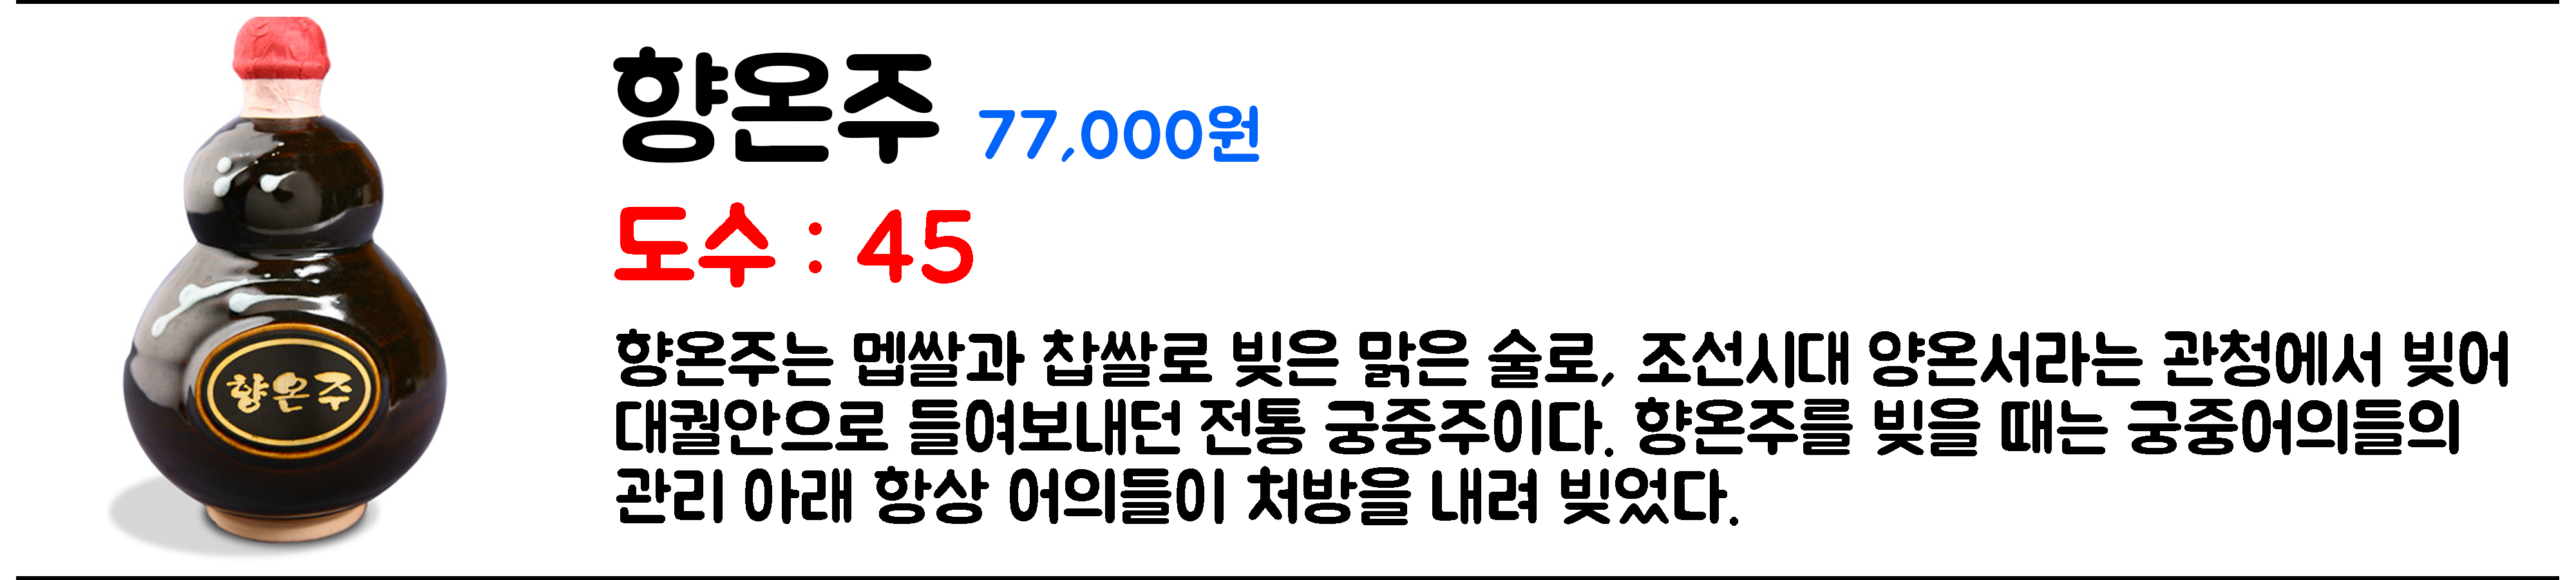 향온주 77,000원
도수 : 45
향온주는 멥쌀과 찹쌀로 빚은 맑은 술로, 조선시대 양온서라는 관청에서 빚어
대궐안으로 들여보내던 전통 궁중주이다. 향온주를 빚을 때는 궁중어의들의
관리 아래 항상 어의들이 처방을 내려 빚었다.
향온주